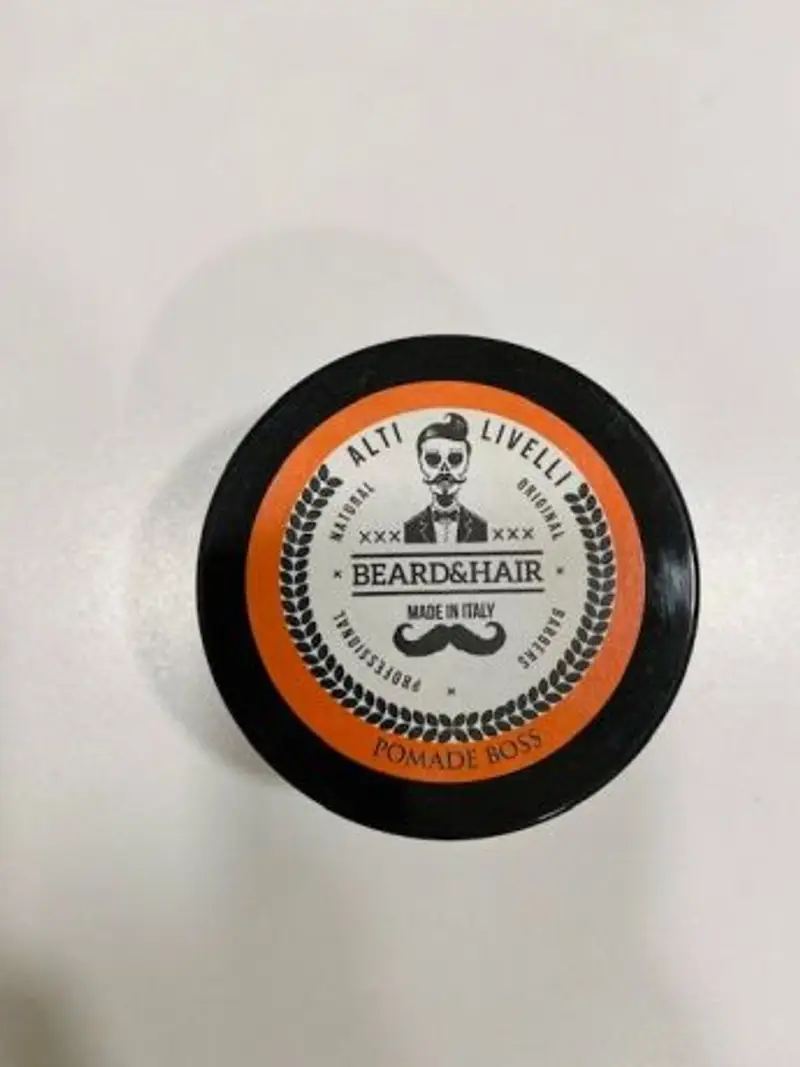 ALTI LIVELLI
NATURAL
ORIGINAL
xxx xxx
x BEARD&HAIR x
MADE IN ITALY
PROFESSIONAL
BARBERS
x
POMADE BOSS